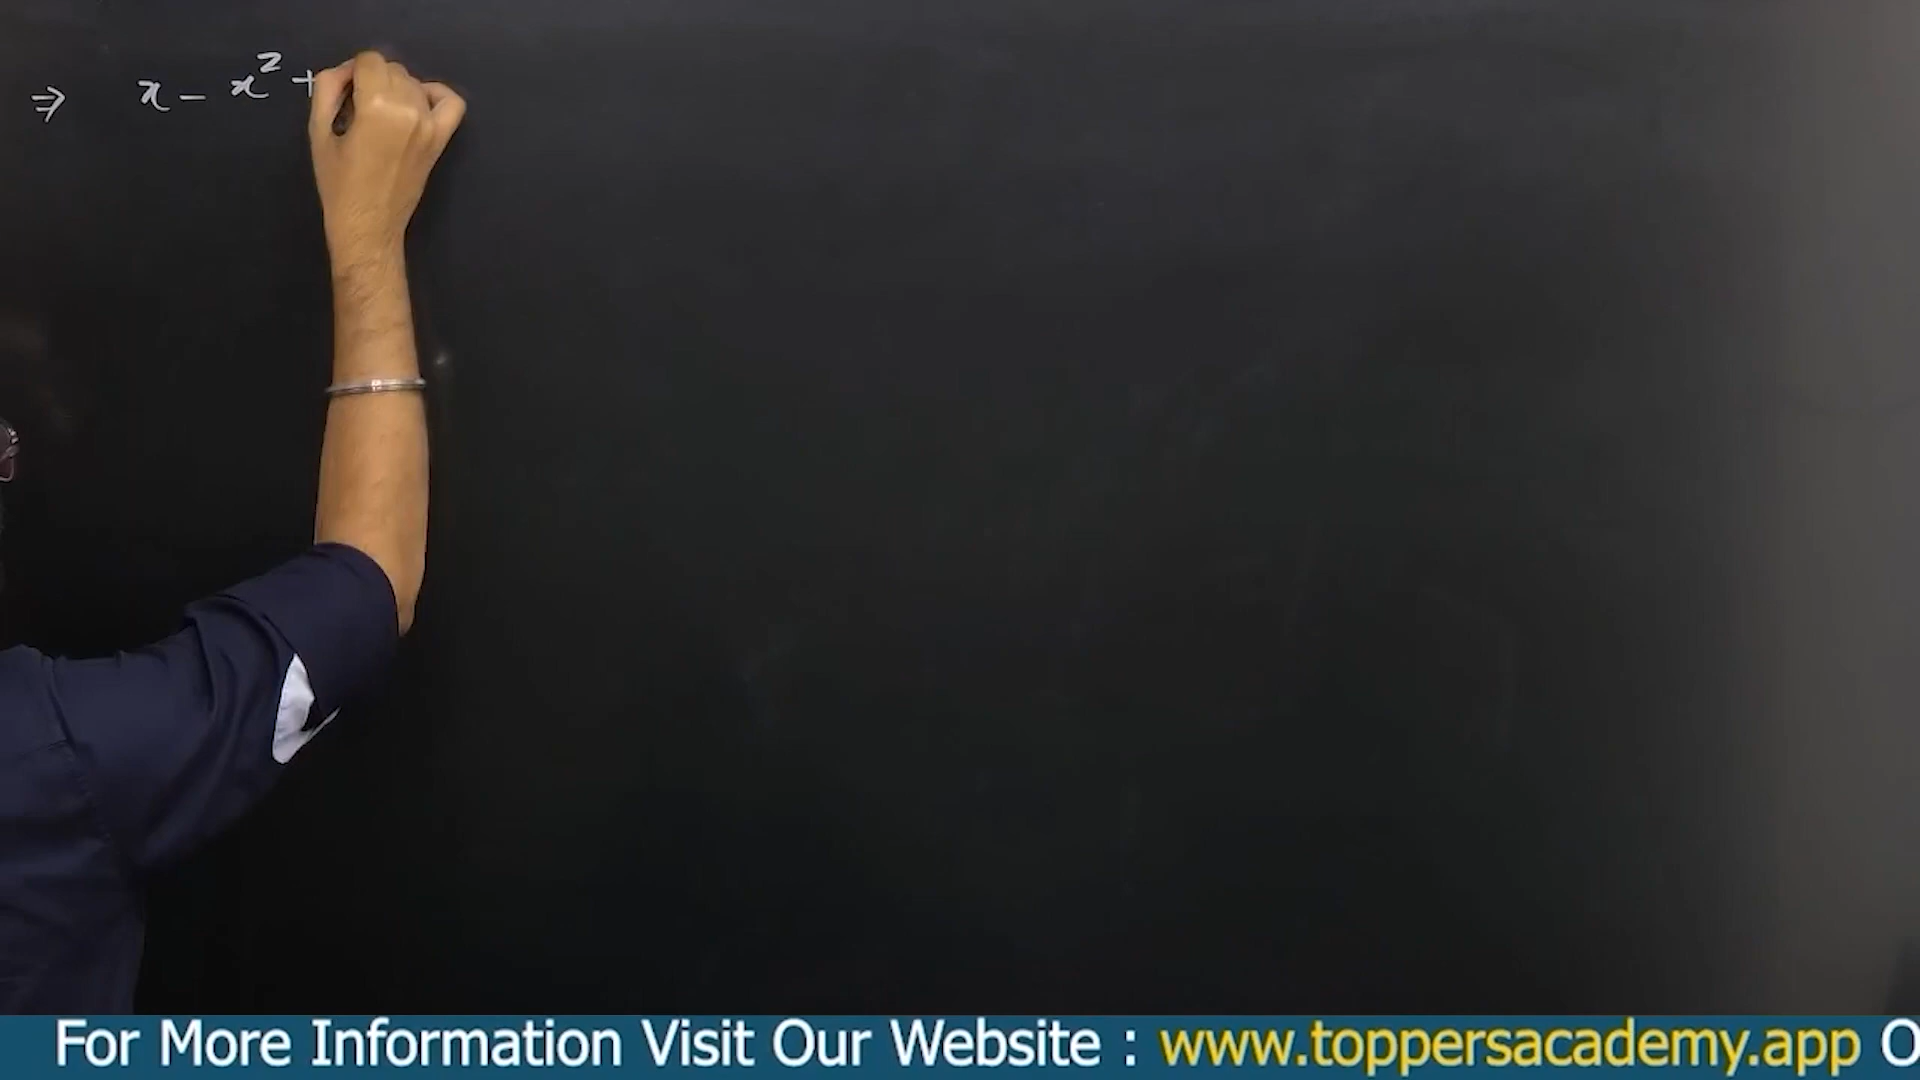 ⇒ x - x² +
For More Information Visit Our Website : www.toppersacademy.app O